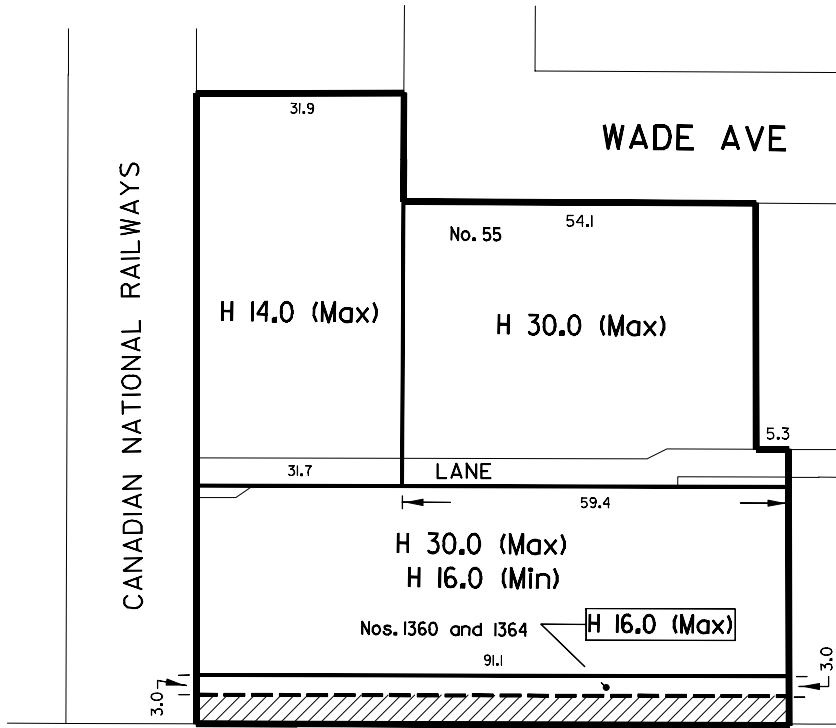 31.9
WADE AVE
No. 55
54.1
CANADIAN NATIONAL RAILWAYS
H 14.0 (Max)
H 30.0 (Max)
5.3
31.7
LANE
59.4
H 30.0 (Max)
H 16.0 (Min)
Nos. 1360 and 1364
H 16.0 (Max)
91.1
3.0
3.0